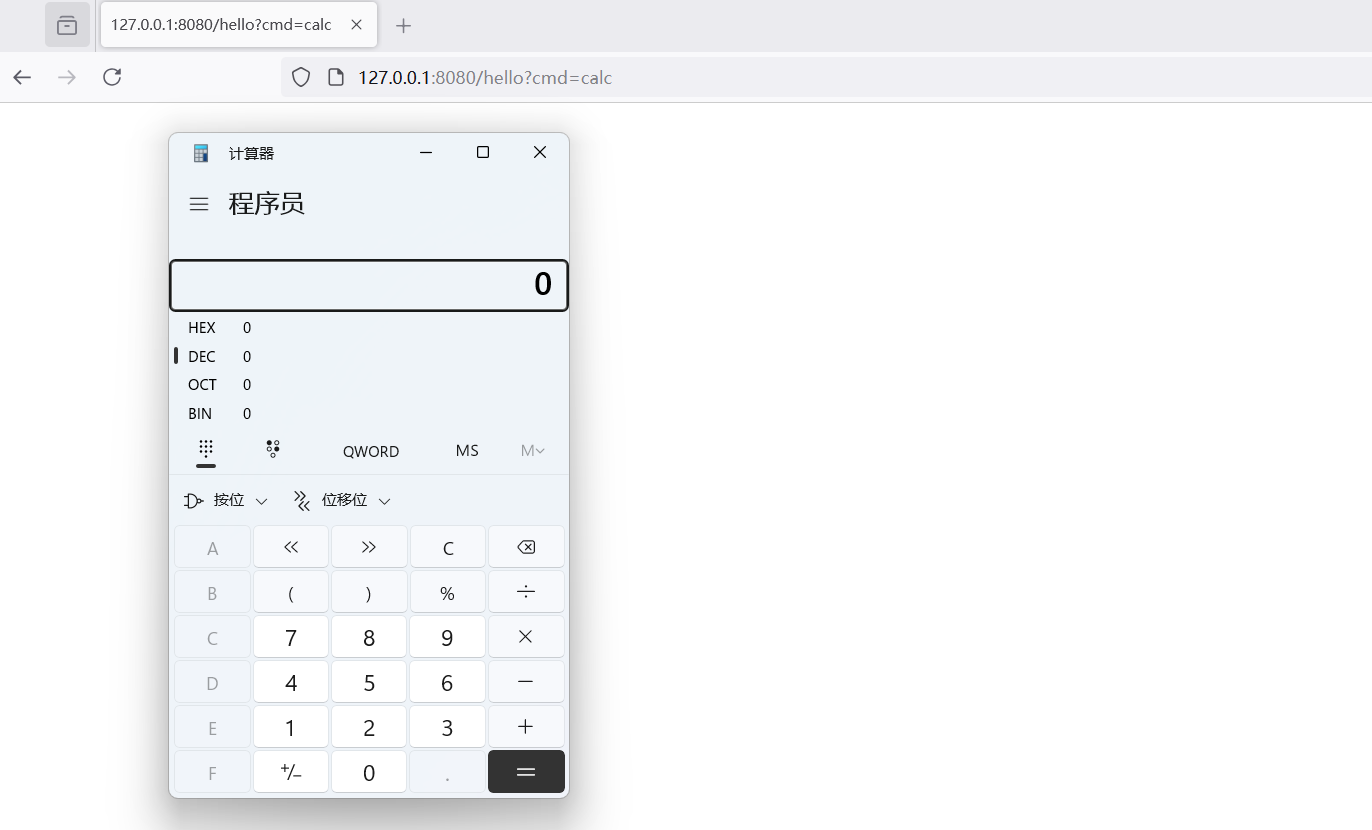 127.0.0.1:8080/hello?cmd=calc
127.0.0.1:8080/hello?cmd=calc
计算器
程序员
0
HEX 0
DEC 0
OCT 0
BIN 0
QWORD MS M
按位 位移位
A « » C
B ( ) % ÷
C 7 8 9 ×
D 4 5 6 −
E 1 2 3 +
F +/− 0 . =